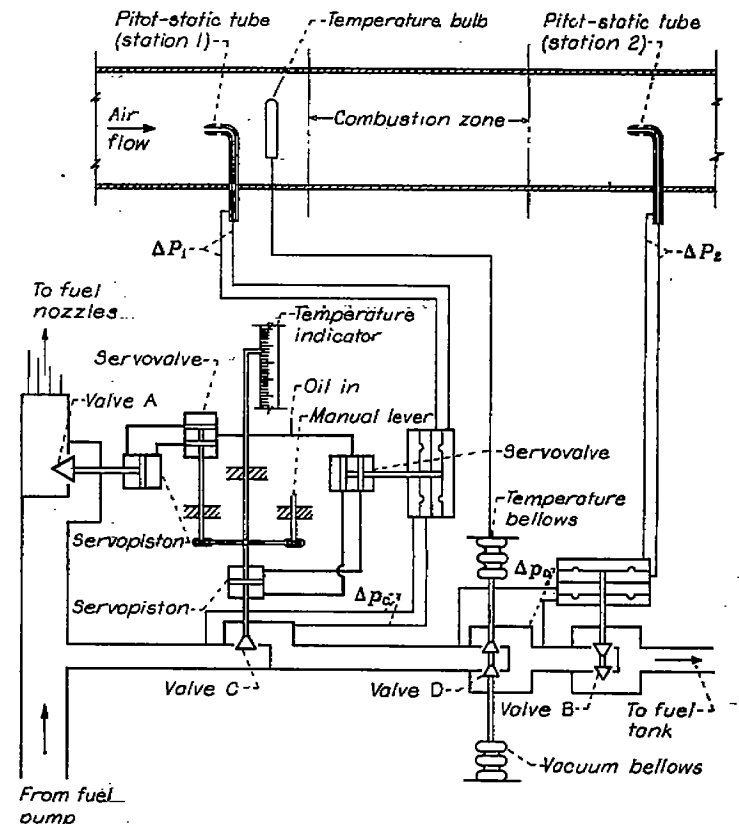 Pitot-static tube
(station 1)
Temperature bulb
Pitot-static tube
(station 2)
Air
flow
Combustion zone
ΔP₁
ΔP₂
To fuel
nozzles
Temperature
indicator
Servovalve
Oil in
Valve A
Manual lever
Servovalve
Temperature
bellows
Servopiston
Servopiston
Δp_C
Δp_D
Valve C
Valve D
Valve B
To fuel
tank
Vacuum bellows
From fuel
pump